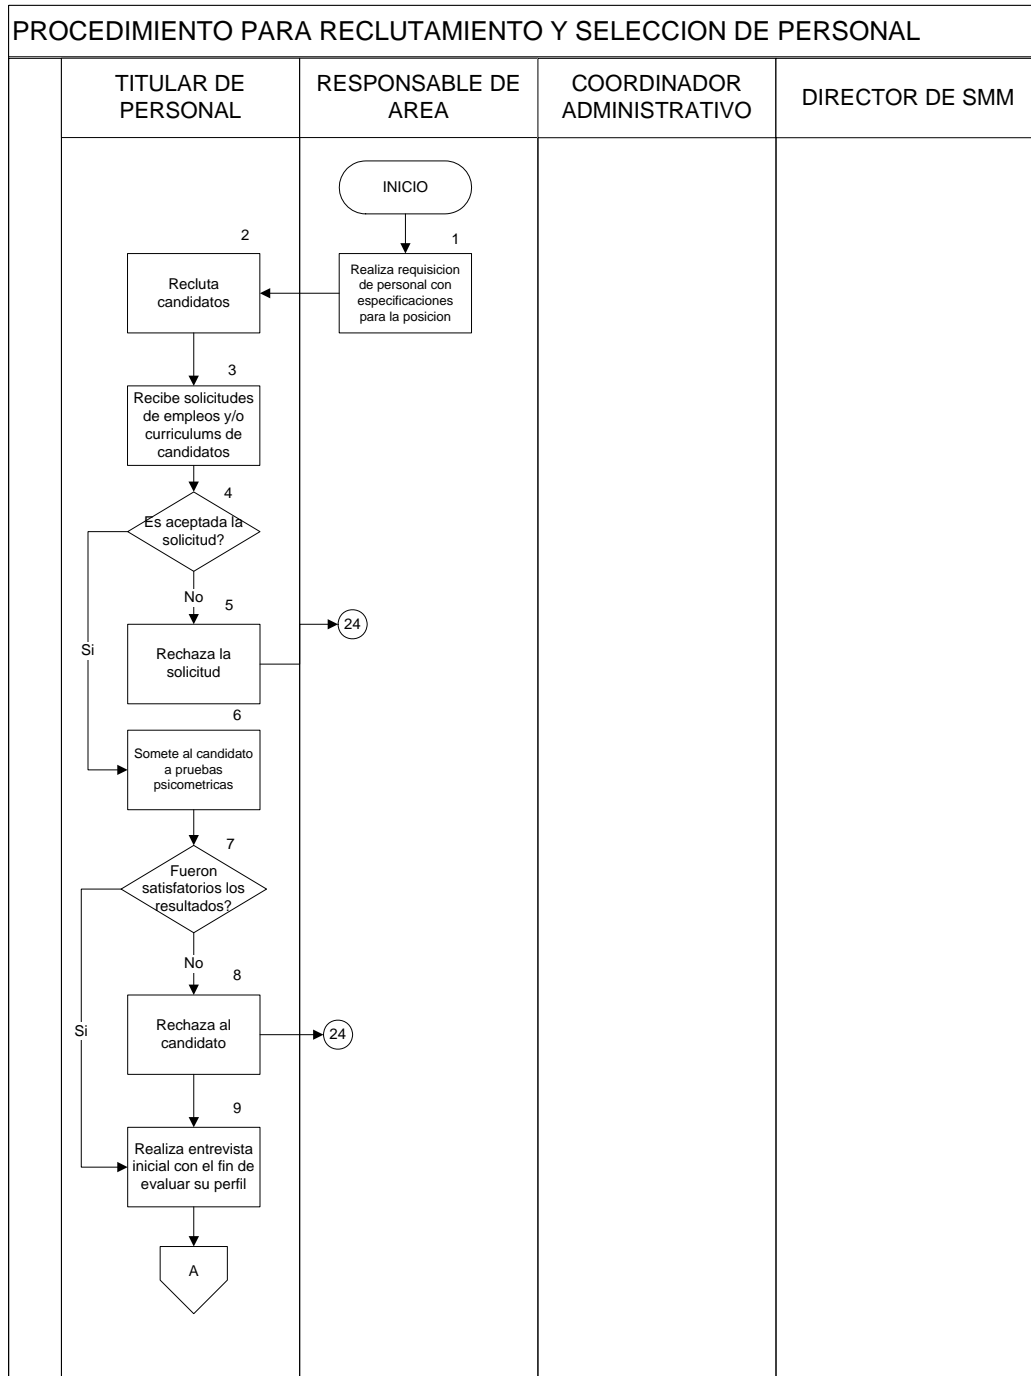 PROCEDIMIENTO PARA RECLUTAMIENTO Y SELECCION DE PERSONAL
TITULAR DE
PERSONAL
RESPONSABLE DE
AREA
COORDINADOR
ADMINISTRATIVO
DIRECTOR DE SMM
INICIO
1
Realiza requisicion
de personal con
especificaciones
para la posicion
2
Recluta
candidatos
3
Recibe solicitudes
de empleos y/o
curriculums de
candidatos
4
Es aceptada la
solicitud?
No
Si
5
Rechaza la
solicitud
24
6
Somete al candidato
a pruebas
psicometricas
7
Fueron
satisfatorios los
resultados?
No
Si
8
Rechaza al
candidato
24
9
Realiza entrevista
inicial con el fin de
evaluar su perfil
A